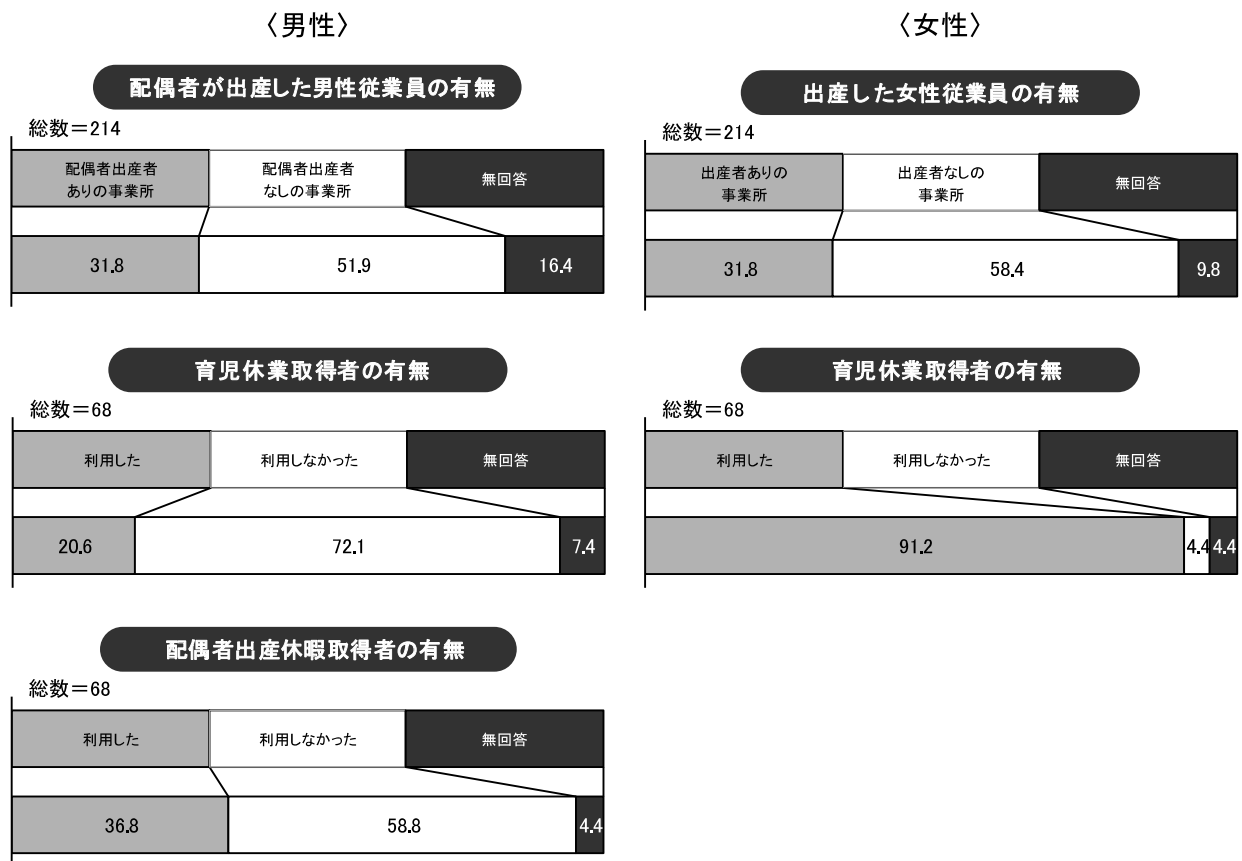 〈男性〉
配偶者が出産した男性従業員の有無
総数＝214
配偶者出産者
ありの事業所
配偶者出産者
なしの事業所
無回答
31.8
51.9
16.4
育児休業取得者の有無
総数＝68
利用した
利用しなかった
無回答
20.6
72.1
7.4
配偶者出産休暇取得者の有無
総数＝68
利用した
利用しなかった
無回答
36.8
58.8
4.4
〈女性〉
出産した女性従業員の有無
総数＝214
出産者ありの
事業所
出産者なしの
事業所
無回答
31.8
58.4
9.8
育児休業取得者の有無
総数＝68
利用した
利用しなかった
無回答
91.2
4.4
4.4